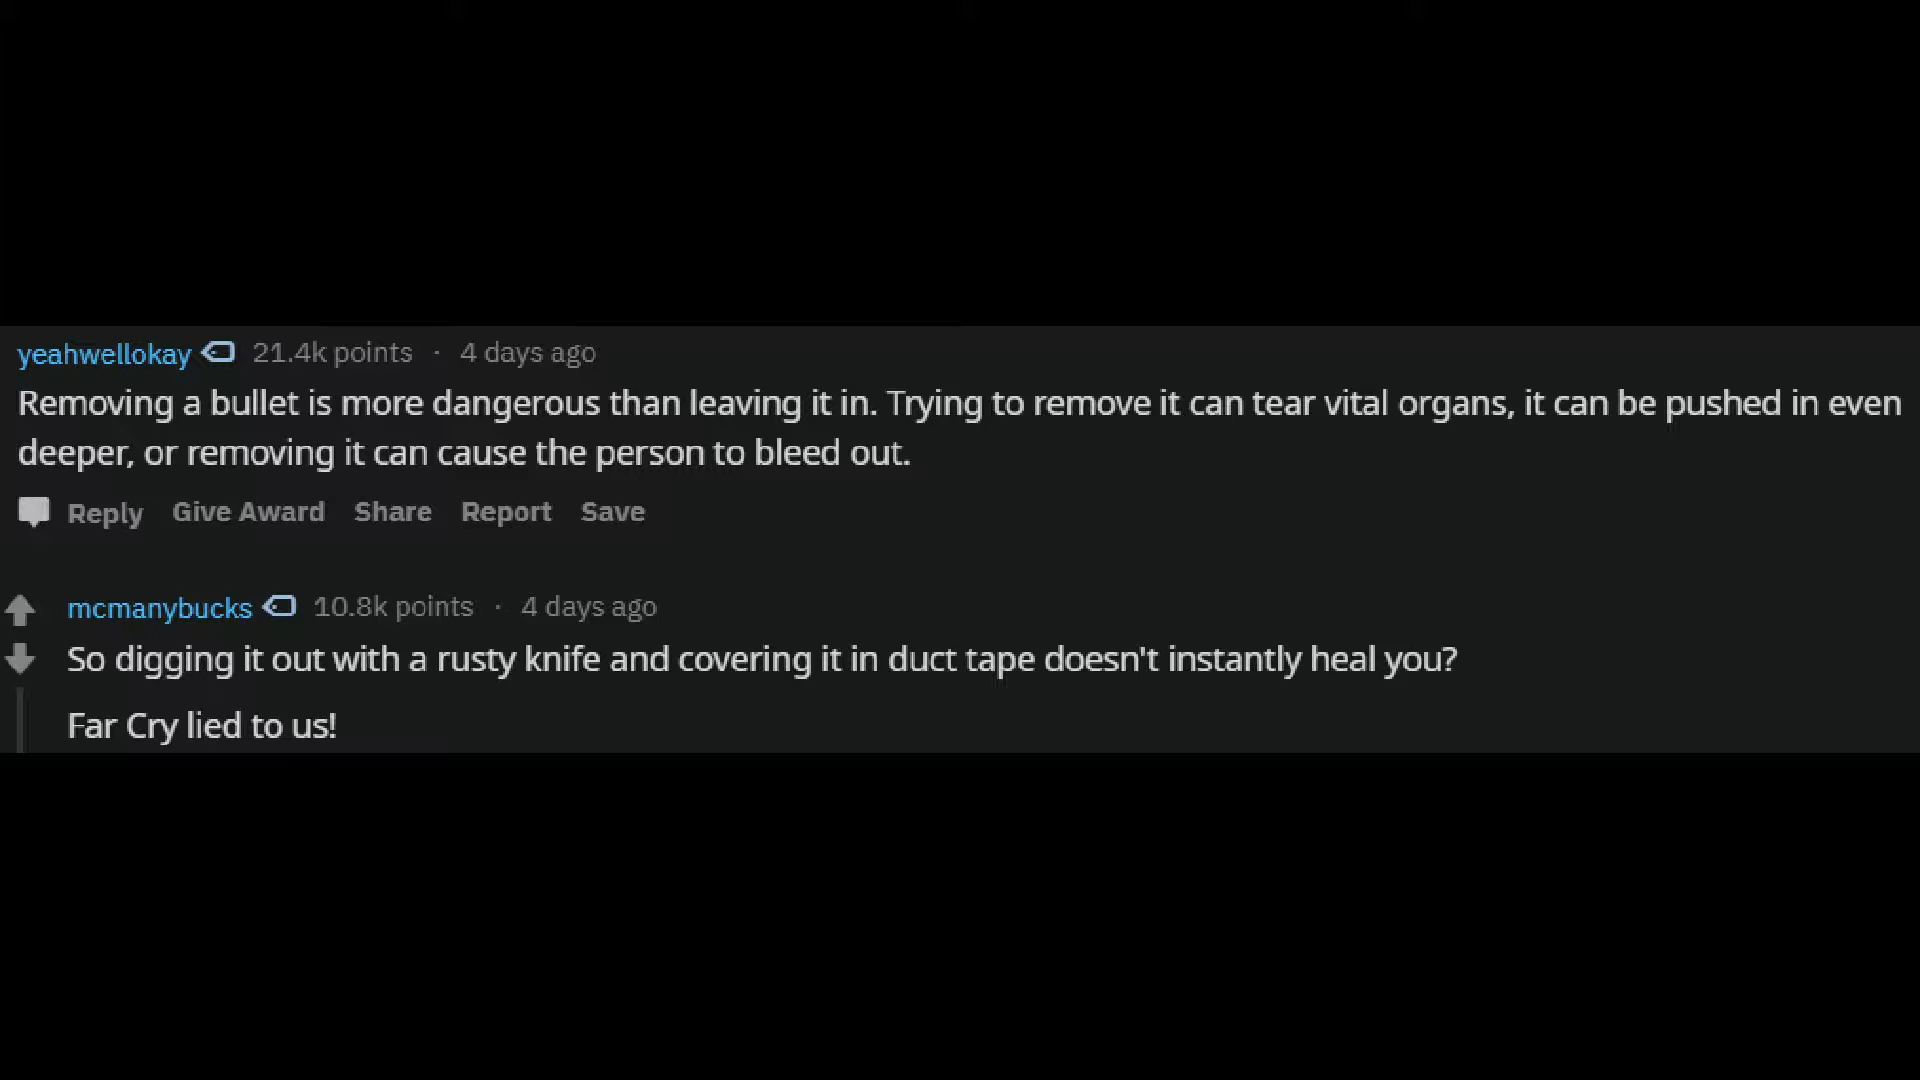 yeahwellokay 21.4k points · 4 days ago
Removing a bullet is more dangerous than leaving it in. Trying to remove it can tear vital organs, it can be pushed in even
deeper, or removing it can cause the person to bleed out.
Reply Give Award Share Report Save
mcmanybucks 10.8k points · 4 days ago
So digging it out with a rusty knife and covering it in duct tape doesn't instantly heal you?
Far Cry lied to us!